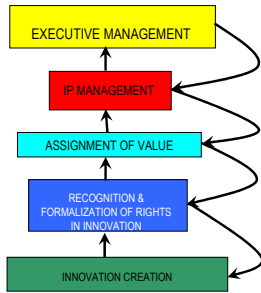 EXECUTIVE MANAGEMENT
IP MANAGEMENT
ASSIGNMENT OF VALUE
RECOGNITION &
FORMALIZATION OF RIGHTS
IN INNOVATION
INNOVATION CREATION